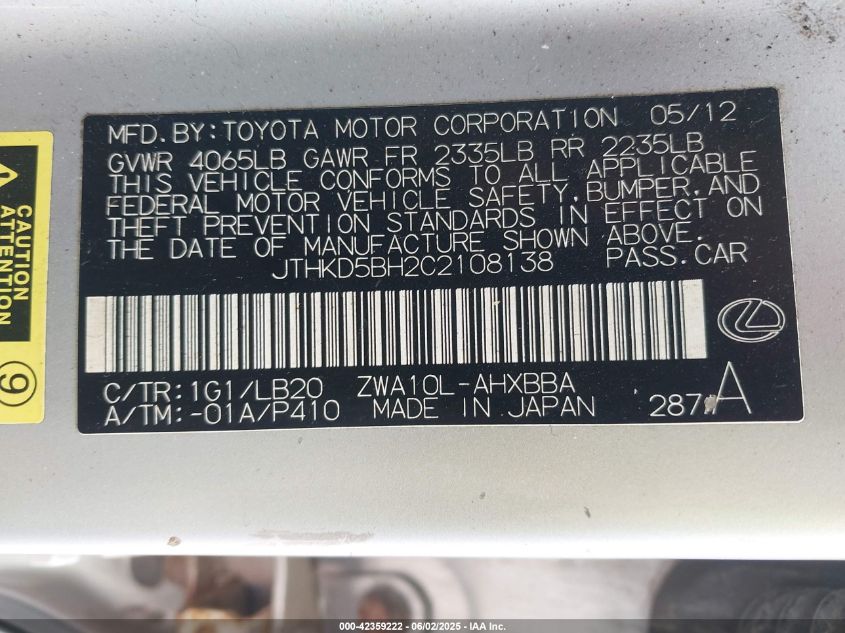 MFD. BY: TOYOTA MOTOR CORPORATION 05/12
GVWR 4065LB GAWR FR 2335LB RR 2235LB
THIS VEHICLE CONFORMS TO ALL APPLICABLE
FEDERAL MOTOR VEHICLE SAFETY, BUMPER, AND
THEFT PREVENTION STANDARDS IN EFFECT ON
THE DATE OF MANUFACTURE SHOWN ABOVE.
JTHKD5BH2C2108138 PASS. CAR
C/TR: 1G1/LB20 ZWA10L-AHXBBA
A/TM: -01A/P410 MADE IN JAPAN A
CAUTION
ATTENTION
9
000-42359222 - 06/02/2025 - IAA Inc.